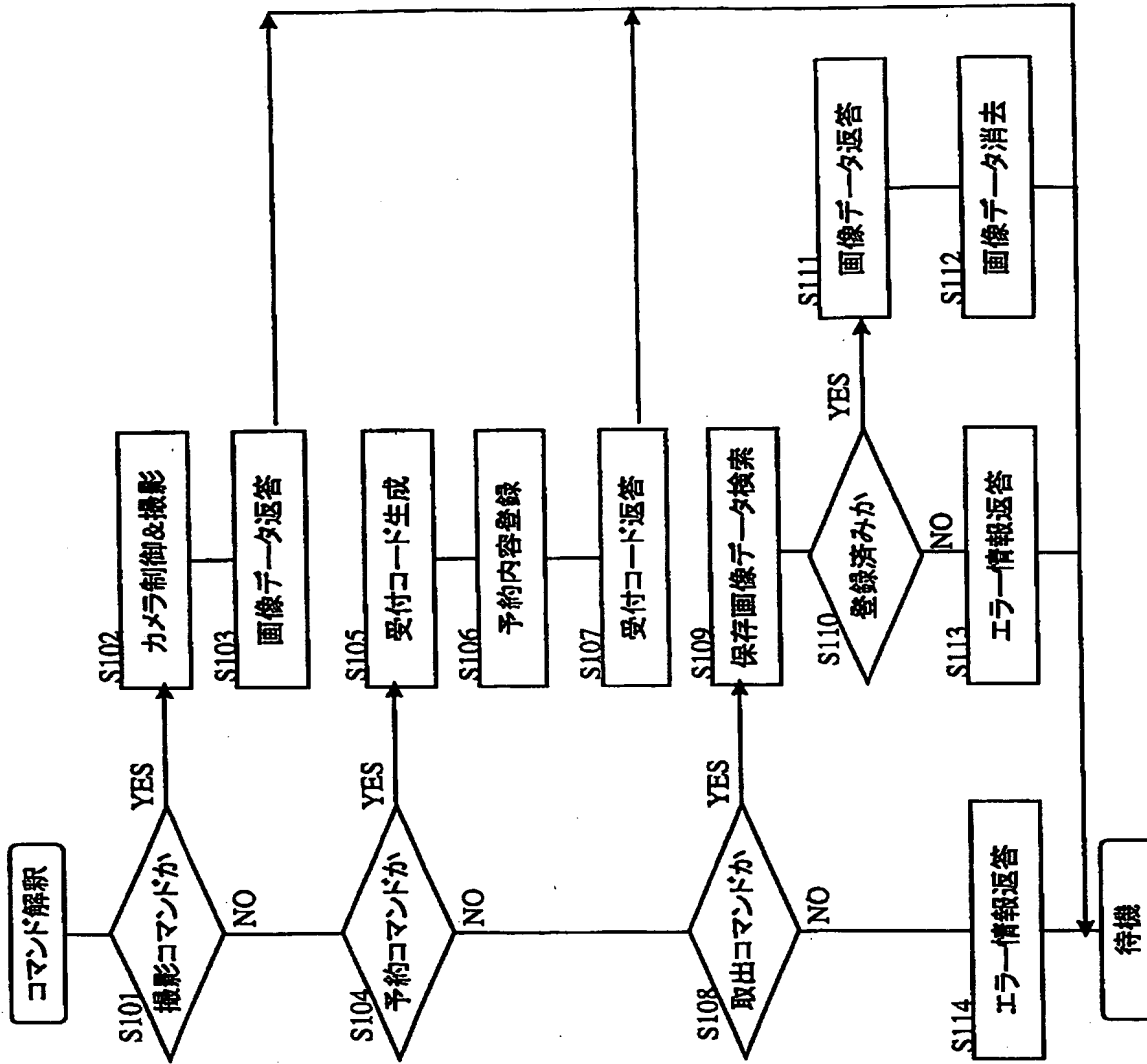 コマンド解釈
S101
撮影コマンドか
YES
NO
S102
カメラ制御&撮影
S103
画像データ返答
S104
予約コマンドか
YES
NO
S105
受付コード生成
S106
予約内容登録
S107
受付コード返答
S108
取出コマンドか
YES
NO
S109
保存画像データ検索
S110
登録済みか
YES
NO
S111
画像データ返答
S112
画像データ消去
S113
エラー情報返答
S114
エラー情報返答
待機